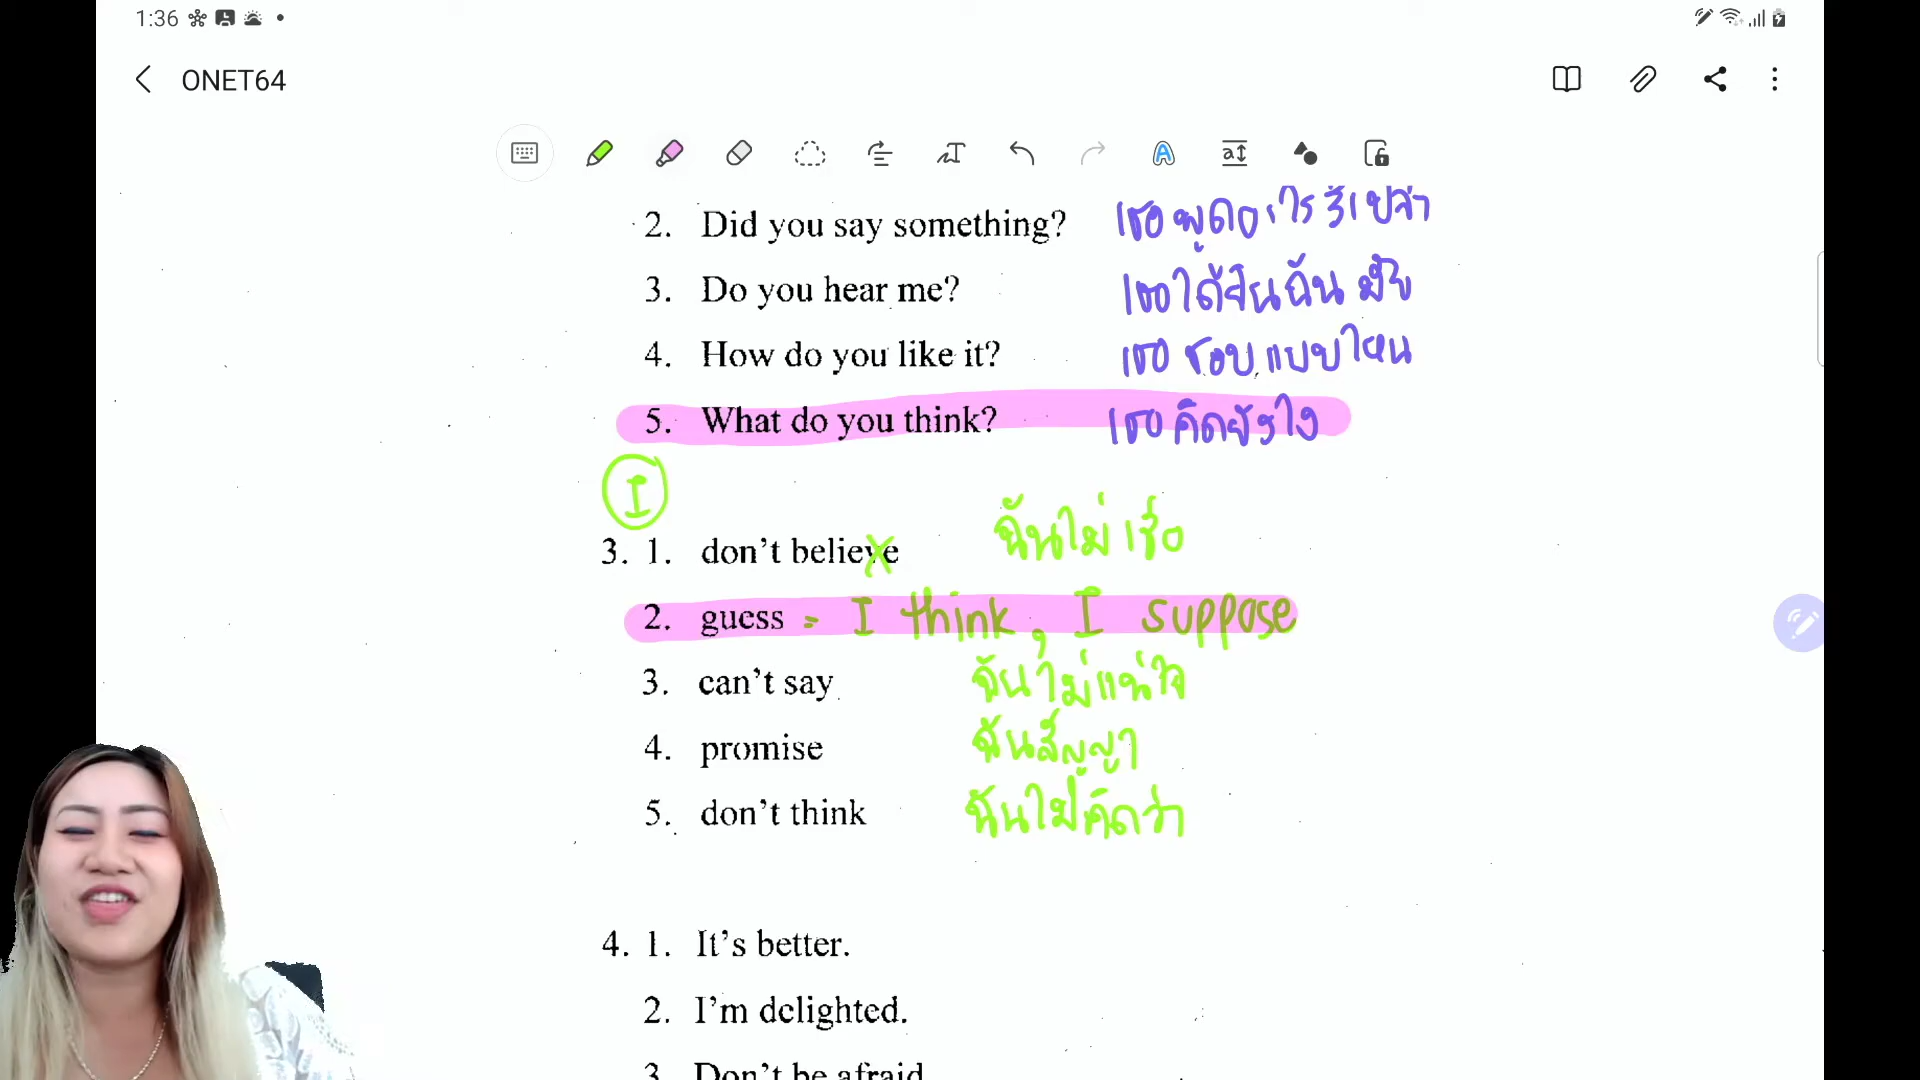 1:36
ONET64
2. Did you say something? เธอพูดอะไรรึเปล่า
3. Do you hear me? เธอได้ยินฉันมั้ย
4. How do you like it? เธอชอบแบบไหน
5. What do you think? เธอคิดยังไง
I
3. 1. don't believe X ฉันไม่เชื่อ
2. guess = I think, I suppose
3. can't say ฉันไม่แน่ใจ
4. promise ฉันสัญญา
5. don't think ฉันไม่คิดว่า
4. 1. It's better.
2. I'm delighted.
3. Don't be afraid